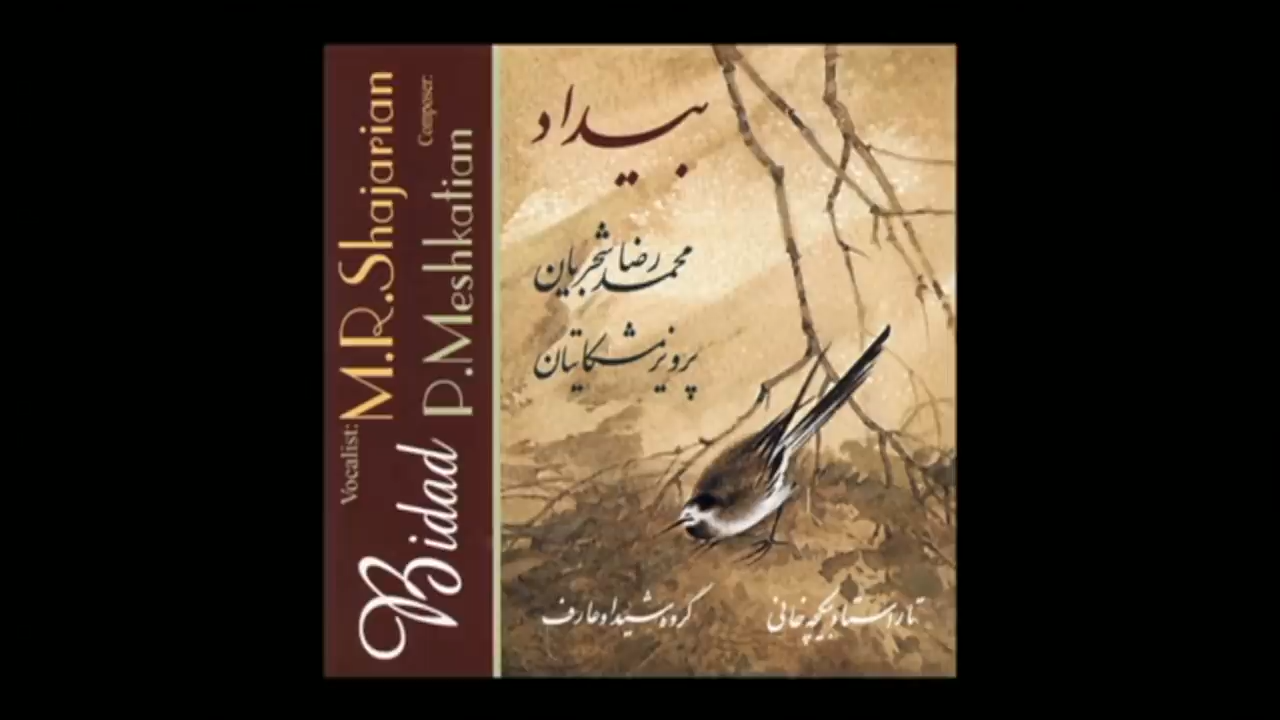 Vocalist:
M.R.Shajarian
Composer:
P.Meshkatian
Bidad
بیداد
محمدرضا شجریان
پرویز مشکاتیان
گروه شیدا و عارف
تار استاد بیگجه خانی